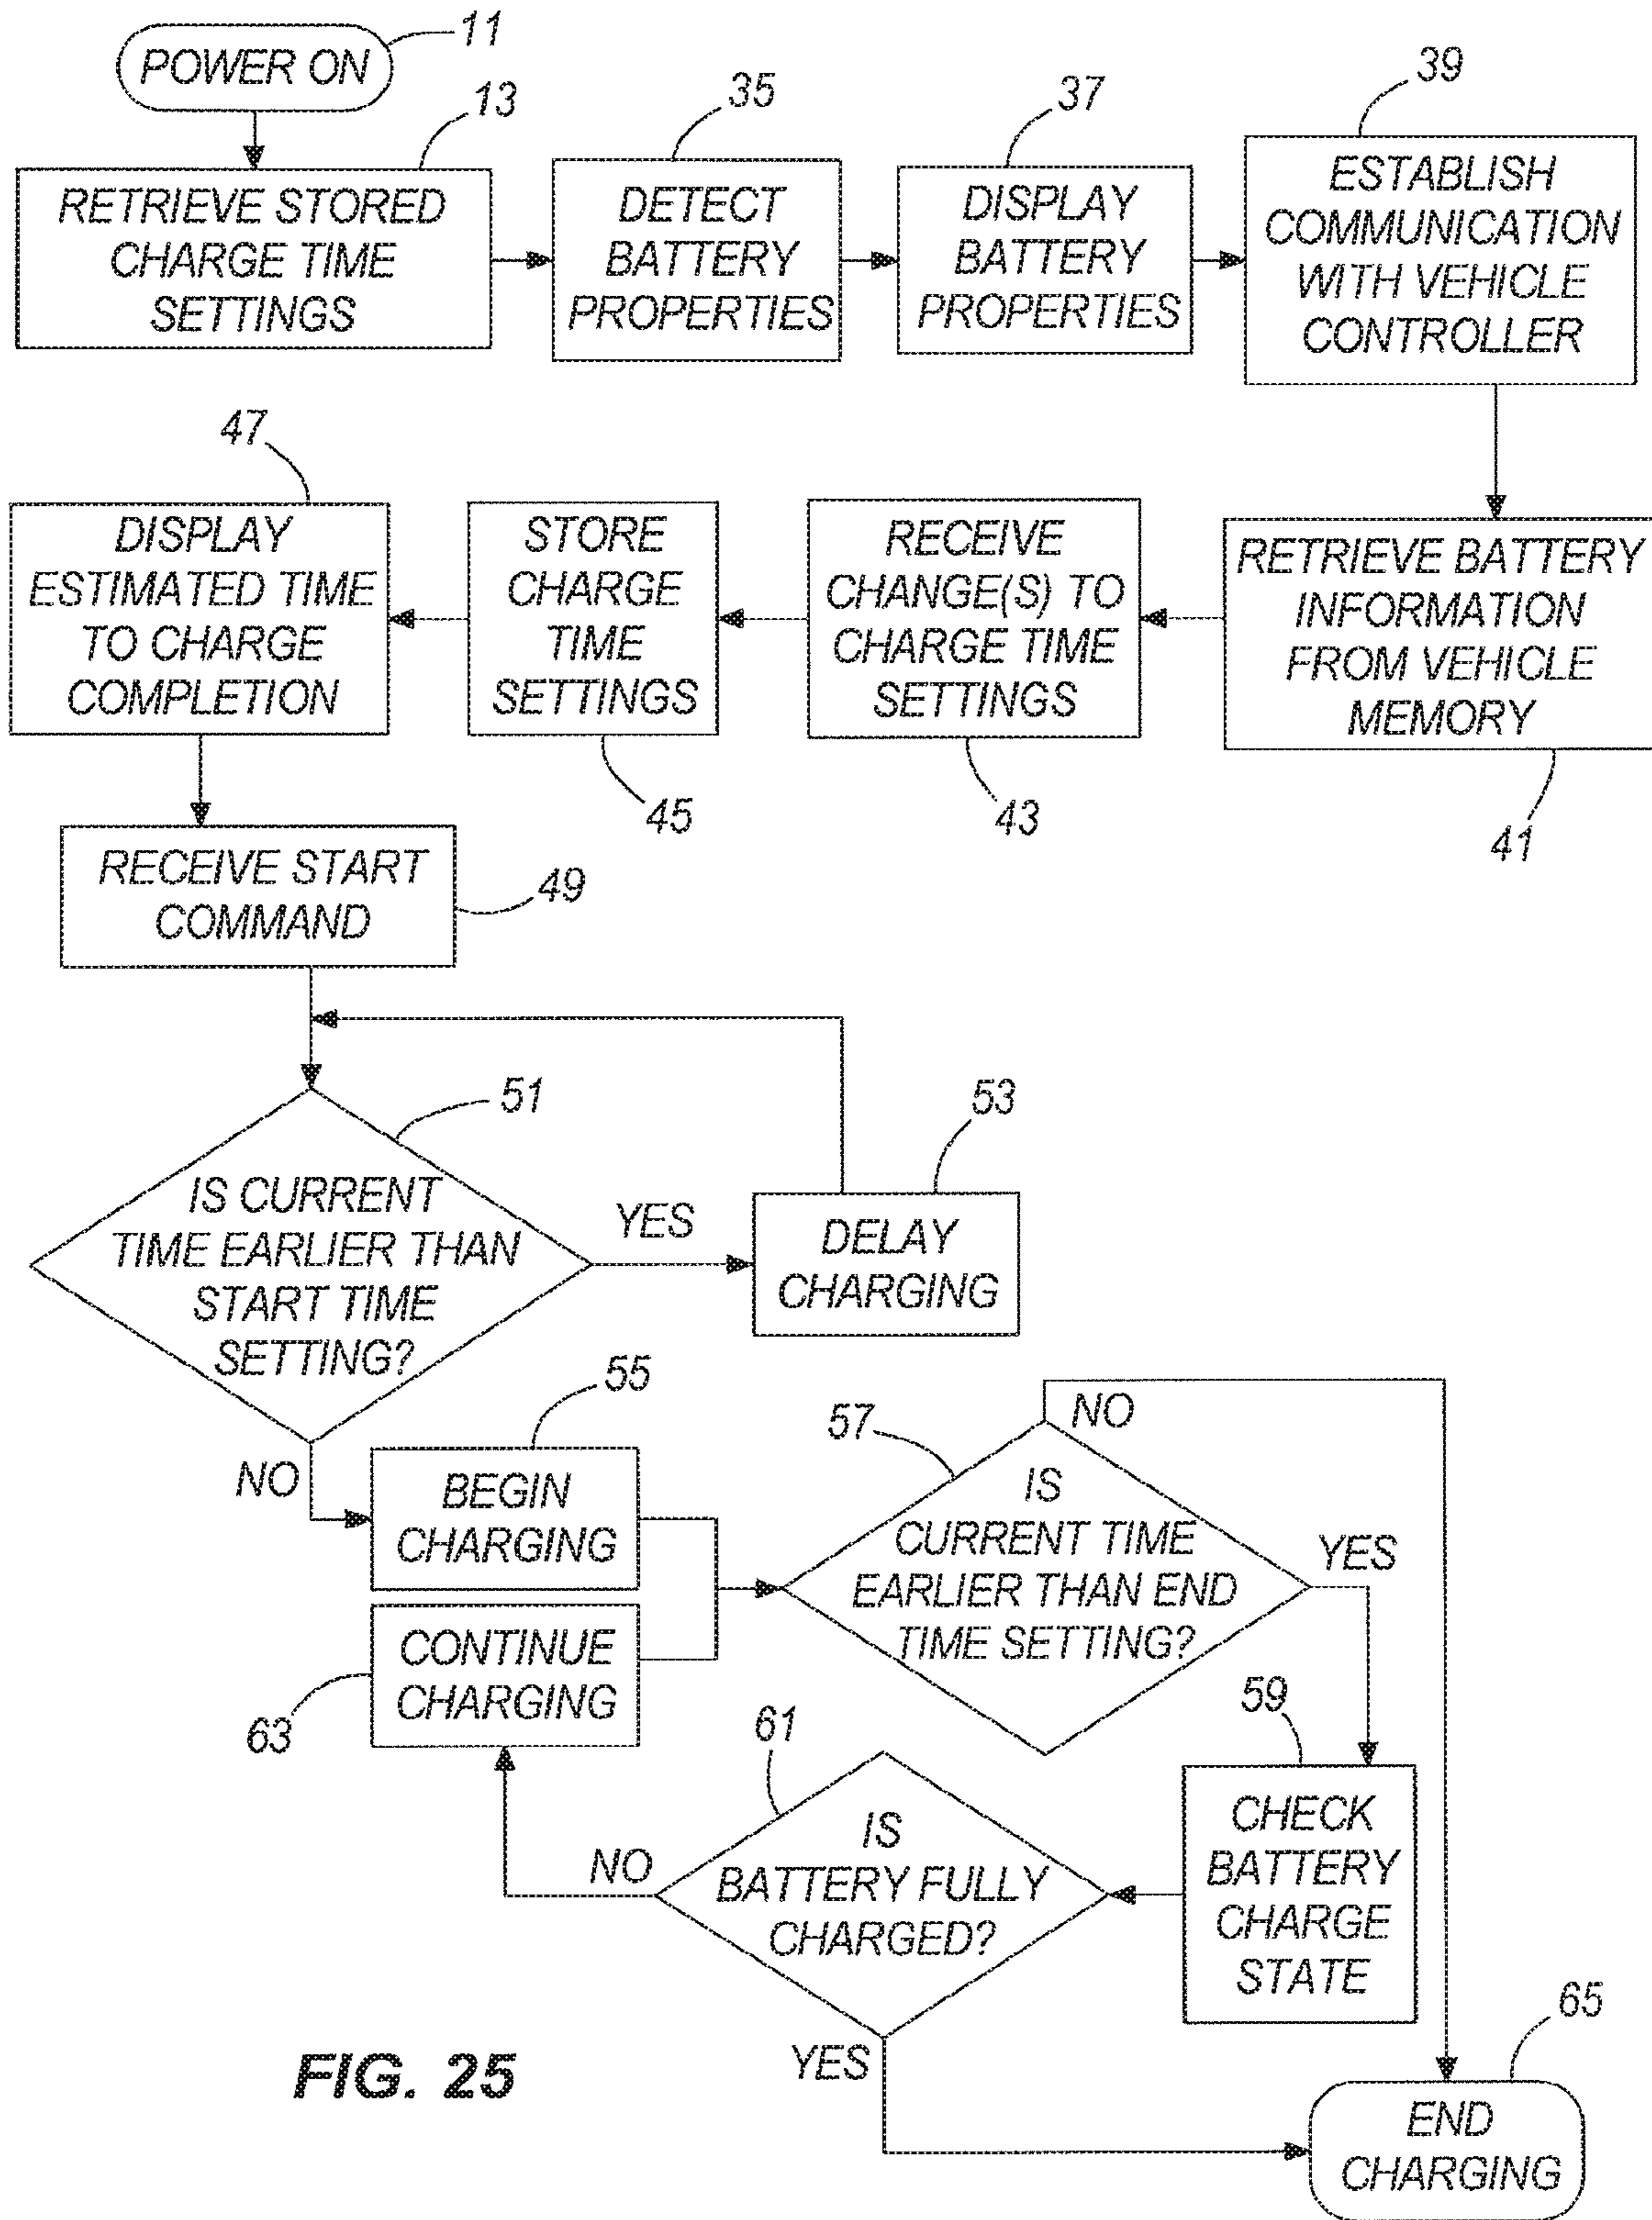 POWER ON
11
13
RETRIEVE STORED
CHARGE TIME
SETTINGS
35
DETECT
BATTERY
PROPERTIES
37
DISPLAY
BATTERY
PROPERTIES
39
ESTABLISH
COMMUNICATION
WITH VEHICLE
CONTROLLER
47
DISPLAY
ESTIMATED TIME
TO CHARGE
COMPLETION
STORE
CHARGE
TIME
SETTINGS
45
RECEIVE
CHANGE(S) TO
CHARGE TIME
SETTINGS
43
RETRIEVE BATTERY
INFORMATION
FROM VEHICLE
MEMORY
41
RECEIVE START
COMMAND
49
51
IS CURRENT
TIME EARLIER THAN
START TIME
SETTING?
YES
53
DELAY
CHARGING
NO
55
BEGIN
CHARGING
CONTINUE
CHARGING
63
57
NO
IS
CURRENT TIME
EARLIER THAN END
TIME SETTING?
YES
59
CHECK
BATTERY
CHARGE
STATE
61
IS
BATTERY FULLY
CHARGED?
NO
YES
65
END
CHARGING
FIG. 25